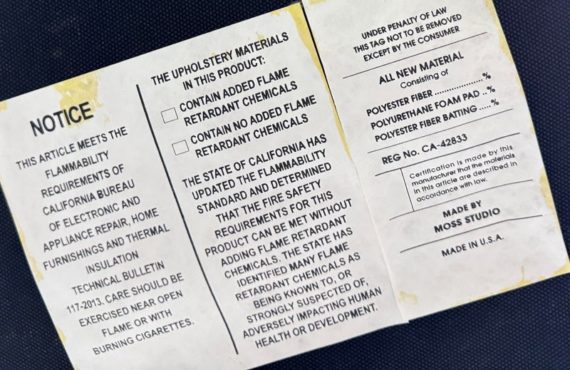 NOTICE
THIS ARTICLE MEETS THE
FLAMMABILITY
REQUIREMENTS OF
CALIFORNIA BUREAU
OF ELECTRONIC AND
APPLIANCE REPAIR, HOME
FURNISHINGS AND THERMAL
INSULATION
TECHNICAL BULLETIN
117-2013. CARE SHOULD BE
EXERCISED NEAR OPEN
FLAME OR WITH
BURNING CIGARETTES.
THE UPHOLSTERY MATERIALS
IN THIS PRODUCT:
CONTAIN ADDED FLAME
RETARDANT CHEMICALS
CONTAIN NO ADDED FLAME
RETARDANT CHEMICALS
THE STATE OF CALIFORNIA HAS
UPDATED THE FLAMMABILITY
STANDARD AND DETERMINED
THAT THE FIRE SAFETY
REQUIREMENTS FOR THIS
PRODUCT CAN BE MET WITHOUT
ADDING FLAME RETARDANT
CHEMICALS. THE STATE HAS
IDENTIFIED MANY FLAME
RETARDANT CHEMICALS AS
BEING KNOWN TO, OR
STRONGLY SUSPECTED OF,
ADVERSELY IMPACTING HUMAN
HEALTH OR DEVELOPMENT.
UNDER PENALTY OF LAW
THIS TAG NOT TO BE REMOVED
EXCEPT BY THE CONSUMER
ALL NEW MATERIAL
Consisting of
POLYESTER FIBER ................%
POLYURETHANE FOAM PAD ..%
POLYESTER FIBER BATTING .....%
REG No. CA-42833
Certification is made by this
manufacturer that the materials
in this article are described in
accordance with law.
MADE BY
MOSS STUDIO
MADE IN U.S.A.